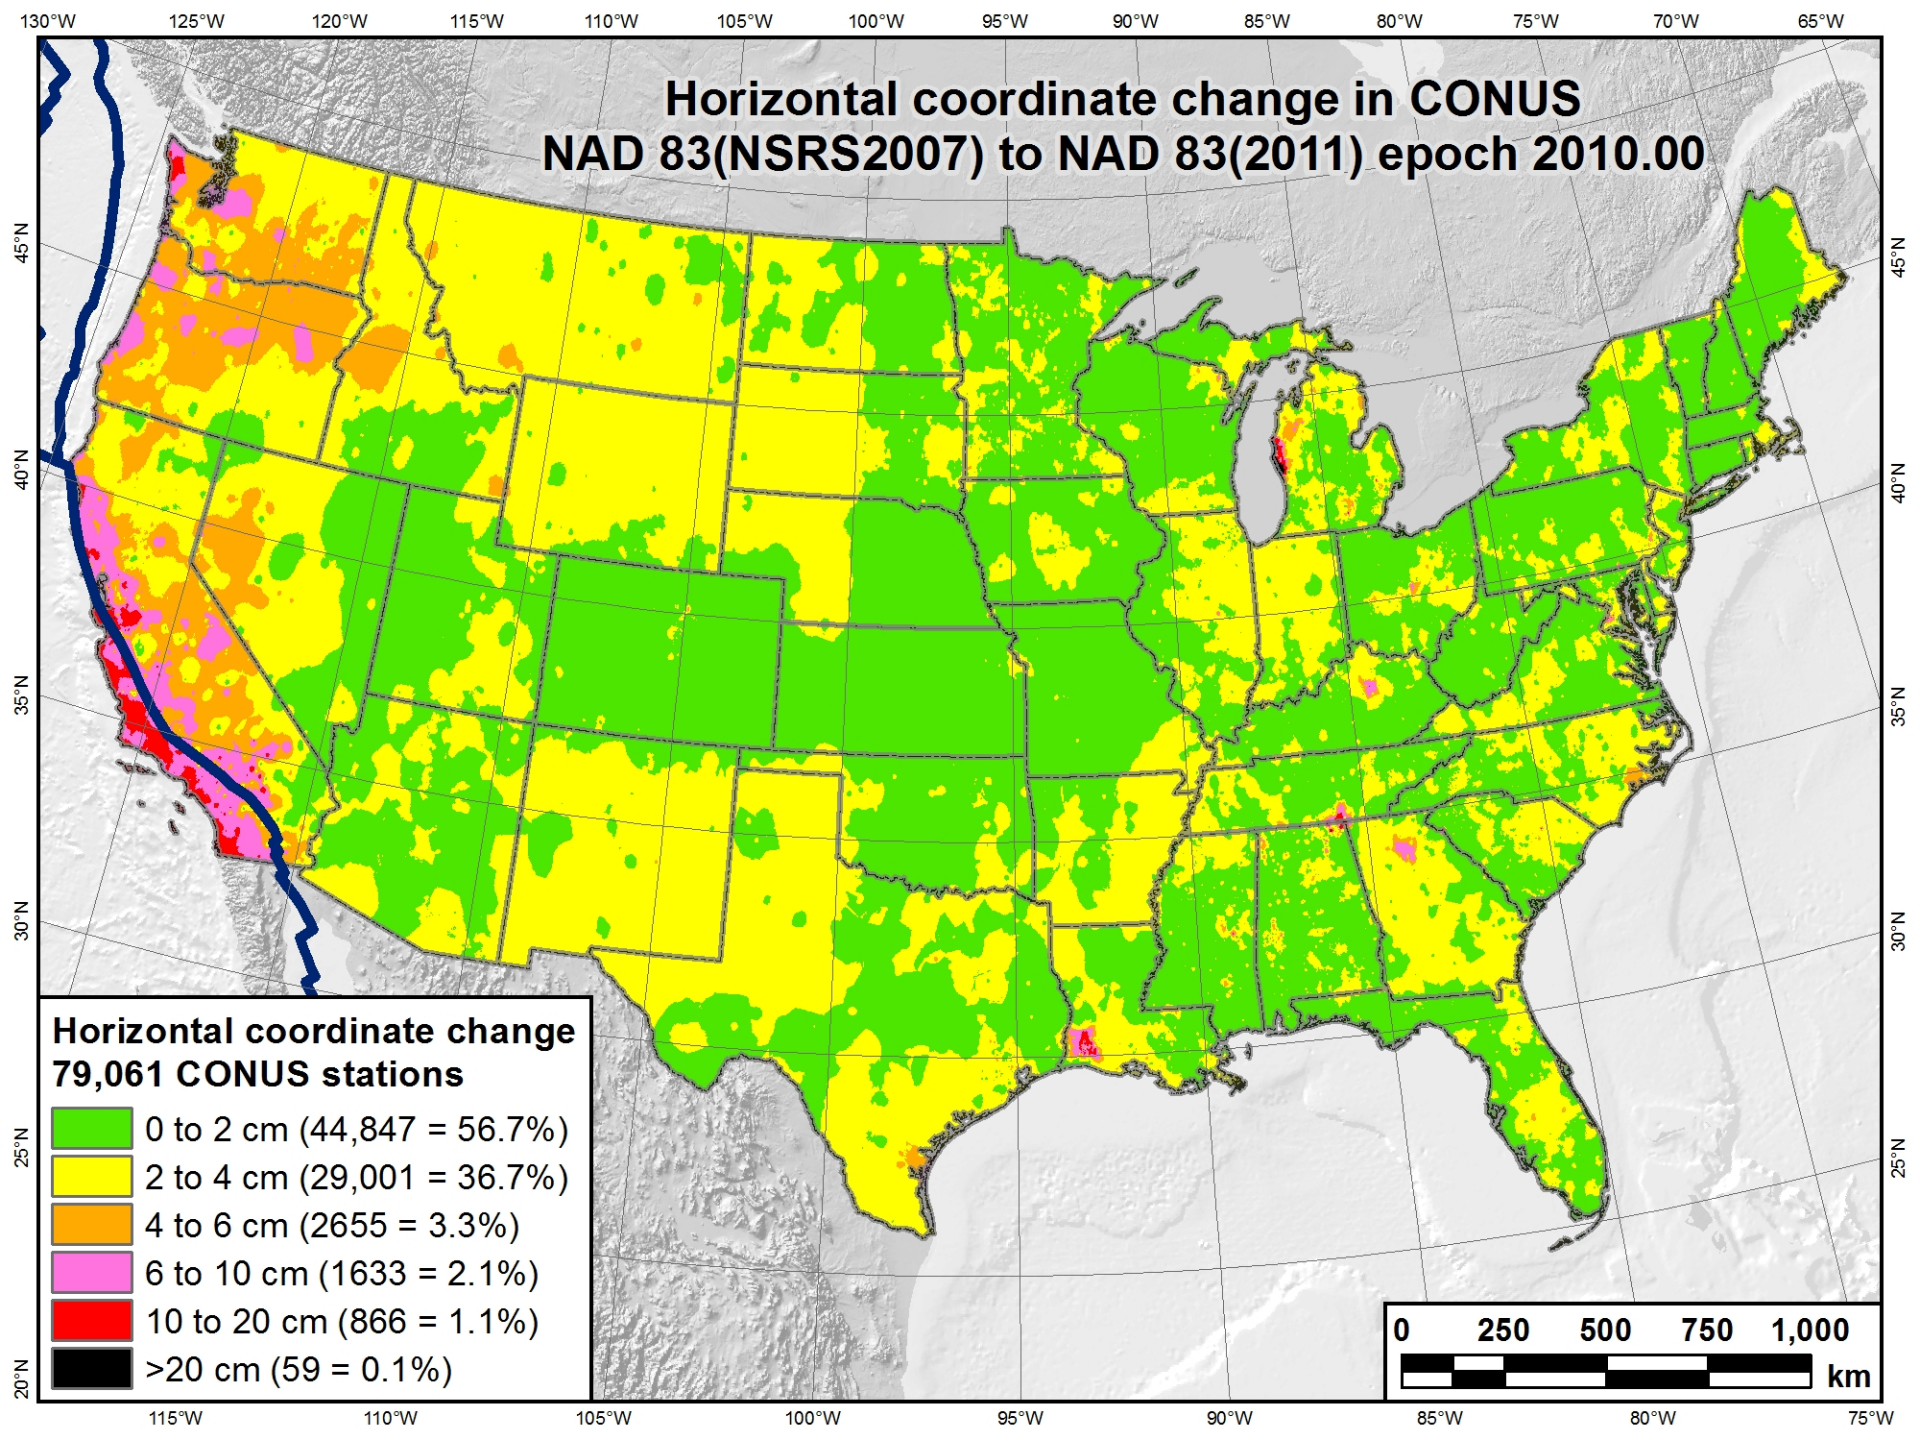 130°W 125°W 120°W 115°W 110°W 105°W 100°W 95°W 90°W 85°W 80°W 75°W 70°W 65°W
Horizontal coordinate change in CONUS
NAD 83(NSRS2007) to NAD 83(2011) epoch 2010.00
45°N
40°N
35°N
30°N
25°N
20°N
45°N
40°N
35°N
30°N
25°N
Horizontal coordinate change
79,061 CONUS stations
0 to 2 cm (44,847 = 56.7%)
2 to 4 cm (29,001 = 36.7%)
4 to 6 cm (2655 = 3.3%)
6 to 10 cm (1633 = 2.1%)
10 to 20 cm (866 = 1.1%)
>20 cm (59 = 0.1%)
0 250 500 750 1,000
km
115°W 110°W 105°W 100°W 95°W 90°W 85°W 80°W 75°W